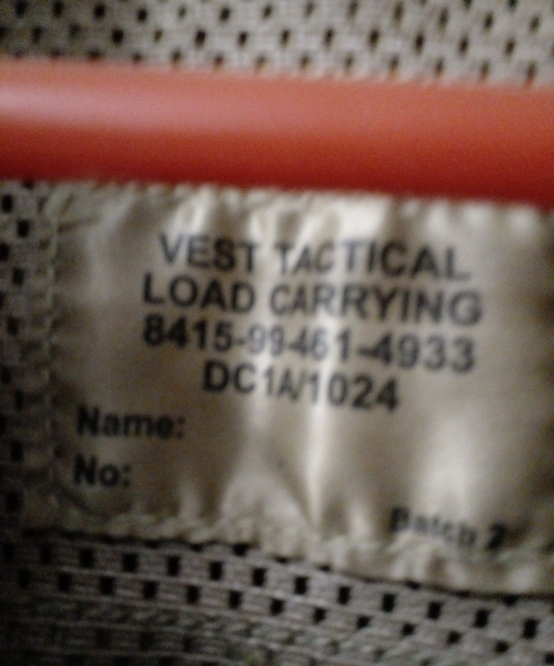 VEST TACTICAL
LOAD CARRYING
8415-99-461-4933
DC1A/1024
Name:
No:
Batch 2